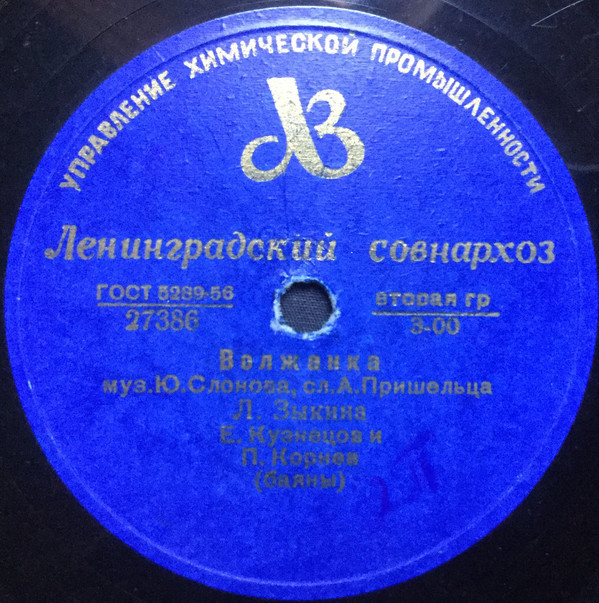 УПРАВЛЕНИЕ ХИМИЧЕСКОЙ ПРОМЫШЛЕННОСТИ
ЛЗ
Ленинградский совнархоз
ГОСТ 5289-56
27386
вторая гр
3-00
Волжанка
муз.Ю.Слонова, сл.А.Пришельца
Л. Зыкина
Е. Кузнецов и
П. Корнев
(баяны)